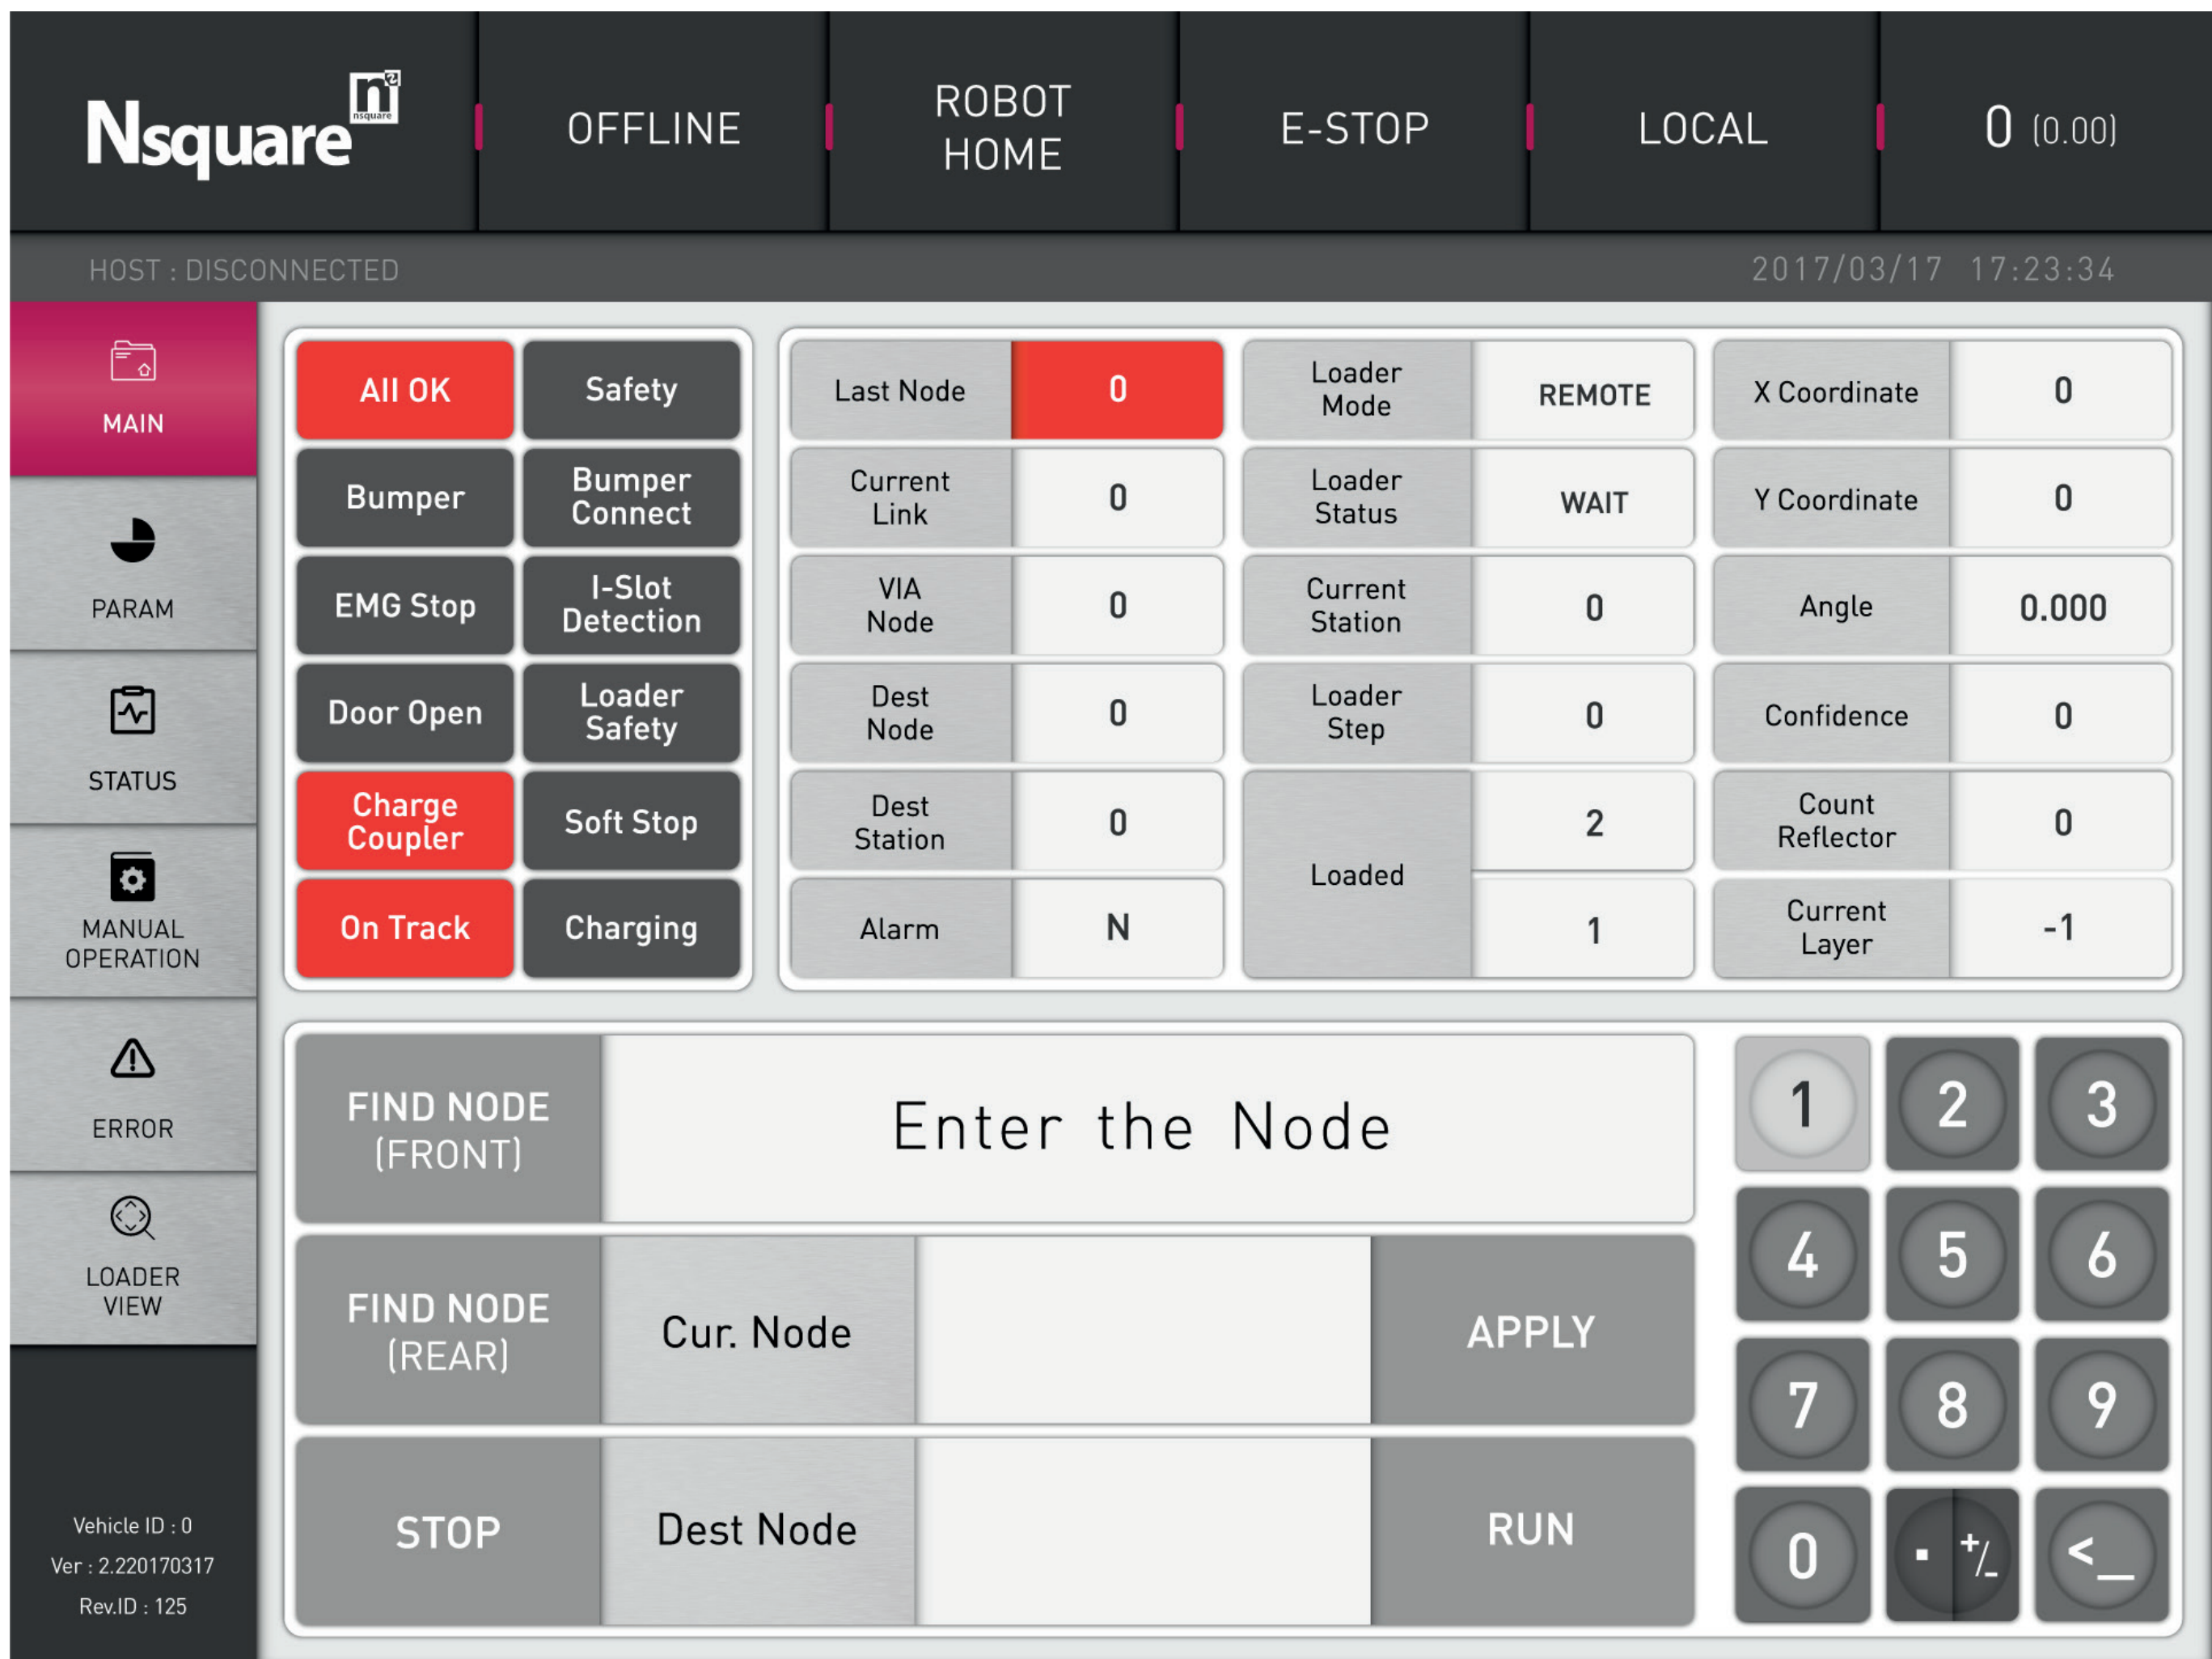 Nsquare n2
nsquare
OFFLINE
ROBOT
HOME
E-STOP
LOCAL
0 (0.00)
HOST : DISCONNECTED
2017/03/17 17:23:34
MAIN
PARAM
STATUS
MANUAL
OPERATION
ERROR
LOADER
VIEW
Vehicle ID : 0
Ver : 2.220170317
Rev.ID : 125
All OK
Safety
Bumper
Bumper
Connect
EMG Stop
I-Slot
Detection
Door Open
Loader
Safety
Charge
Coupler
Soft Stop
On Track
Charging
Last Node
0
Current
Link
0
VIA
Node
0
Dest
Node
0
Dest
Station
0
Alarm
N
Loader
Mode
REMOTE
Loader
Status
WAIT
Current
Station
0
Loader
Step
0
Loaded
2
1
X Coordinate
0
Y Coordinate
0
Angle
0.000
Confidence
0
Count
Reflector
0
Current
Layer
-1
FIND NODE
(FRONT)
Enter the Node
FIND NODE
(REAR)
Cur. Node
APPLY
STOP
Dest Node
RUN
1 2 3
4 5 6
7 8 9
0 . +/- <_